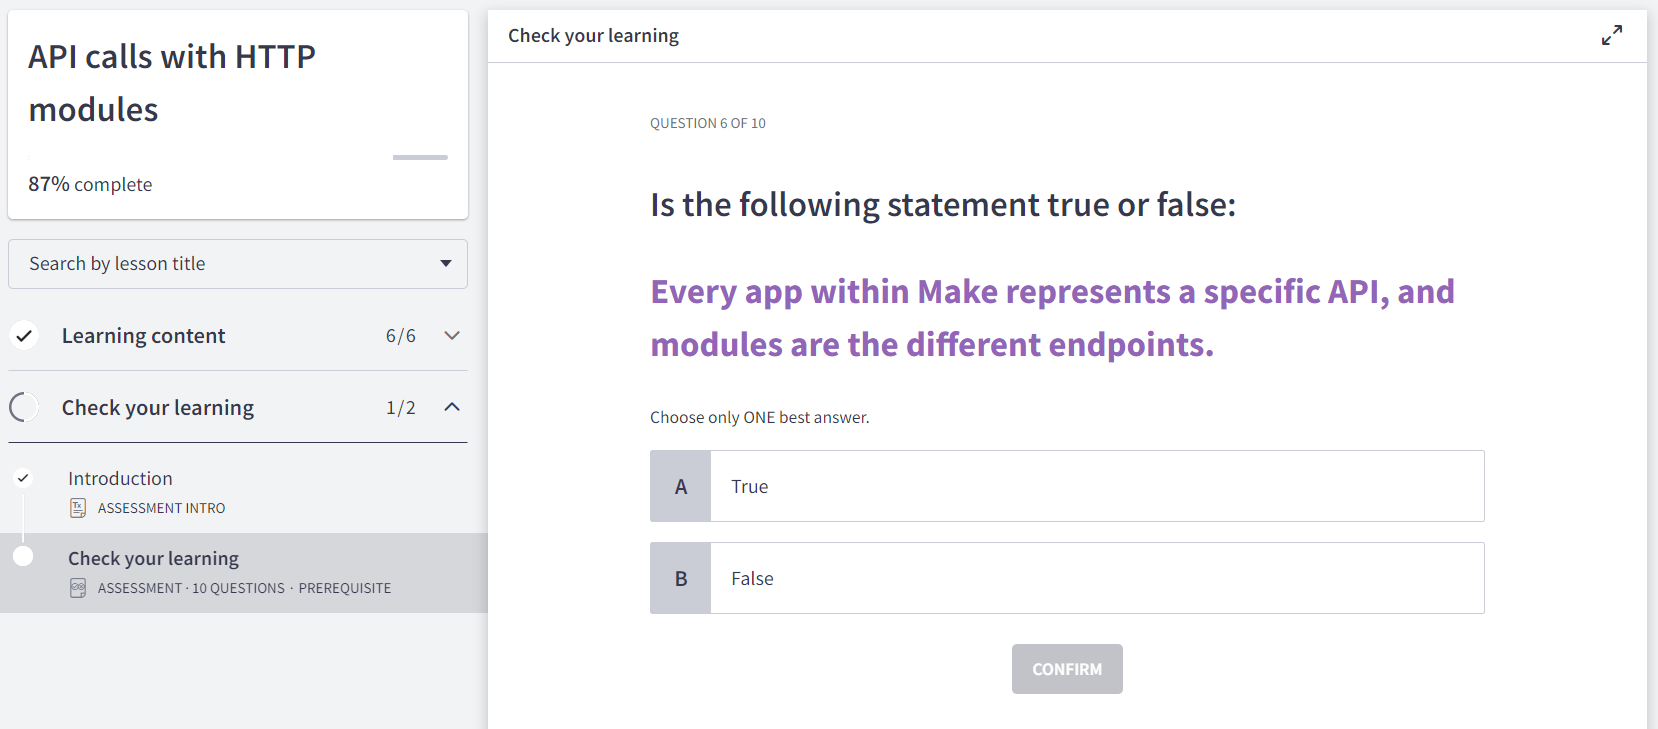 API calls with HTTP
modules
87% complete
Search by lesson title
Learning content 6/6
Check your learning 1/2
Introduction
Tx ASSESSMENT INTRO
Check your learning
ASSESSMENT · 10 QUESTIONS · PREREQUISITE
Check your learning
QUESTION 6 OF 10
Is the following statement true or false:
Every app within Make represents a specific API, and
modules are the different endpoints.
Choose only ONE best answer.
A True
B False
CONFIRM